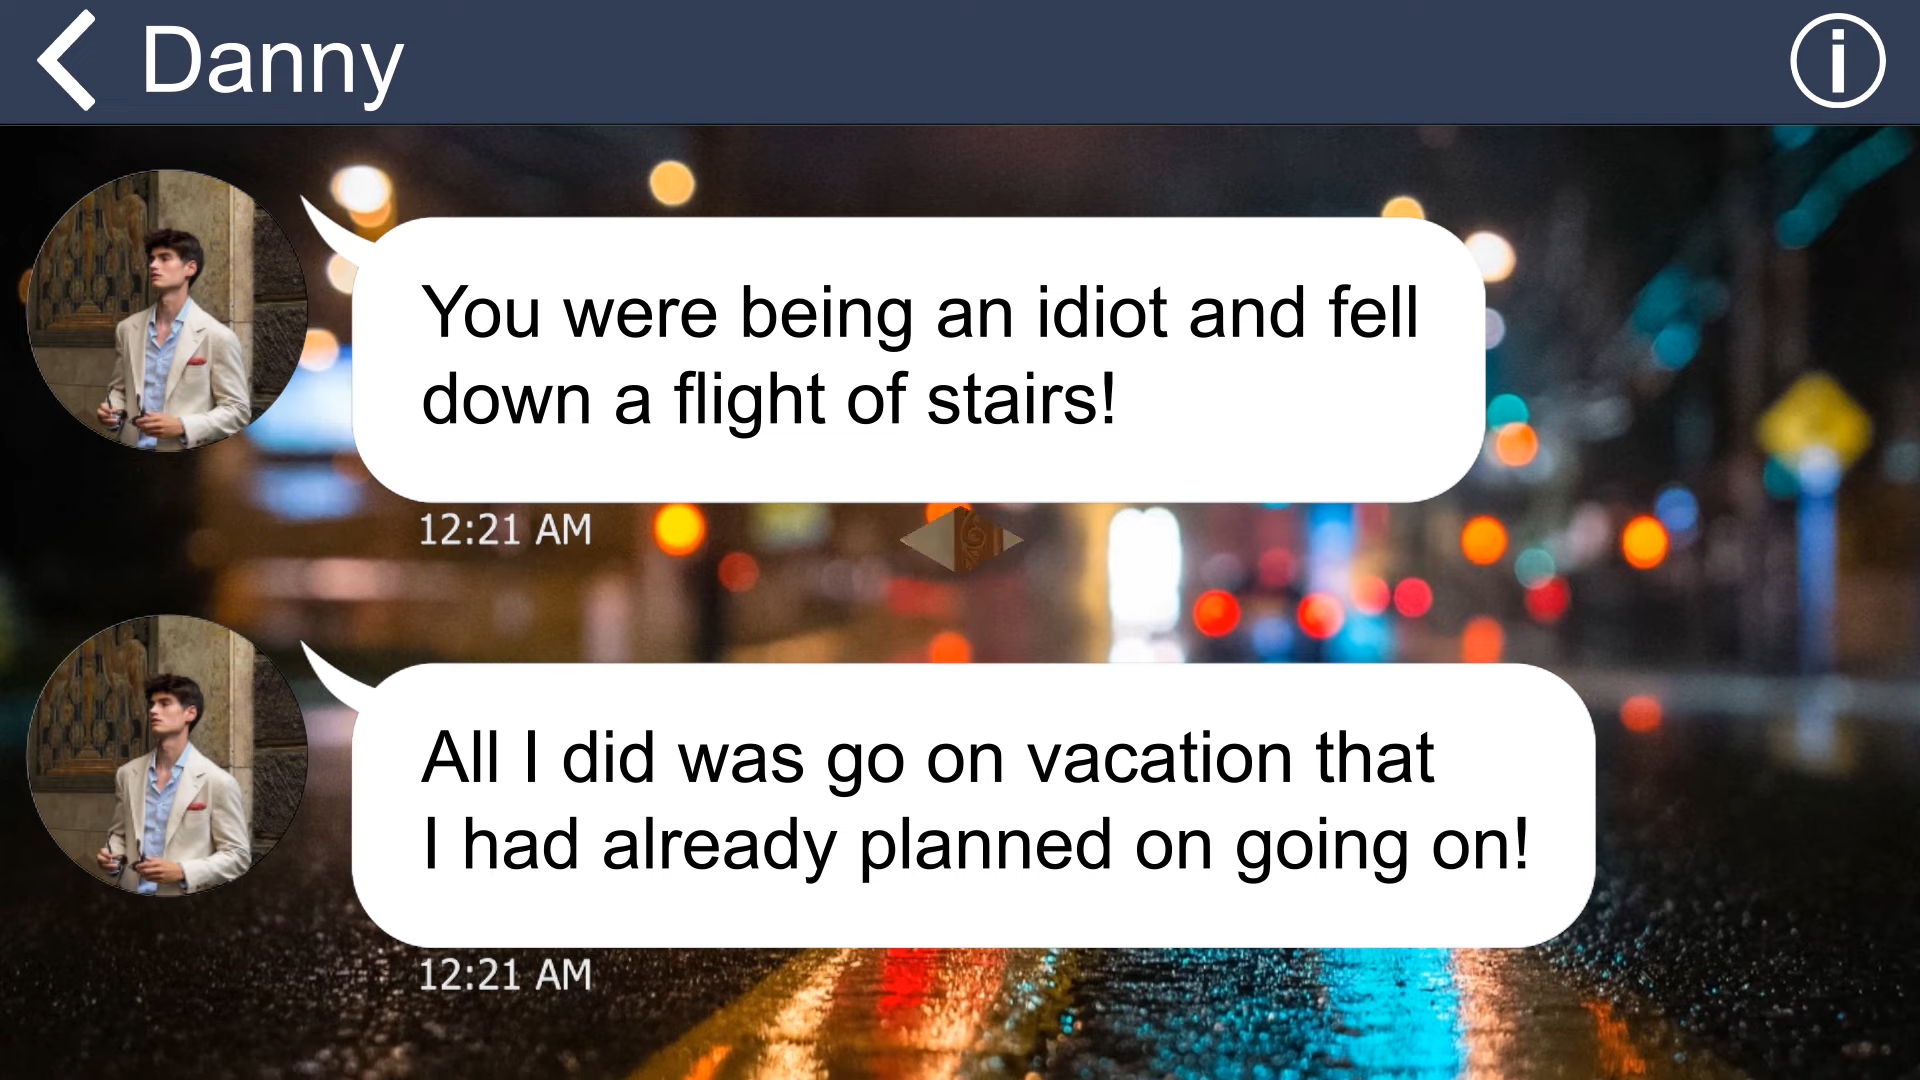 Danny
You were being an idiot and fell
down a flight of stairs!
12:21 AM
All I did was go on vacation that
I had already planned on going on!
12:21 AM